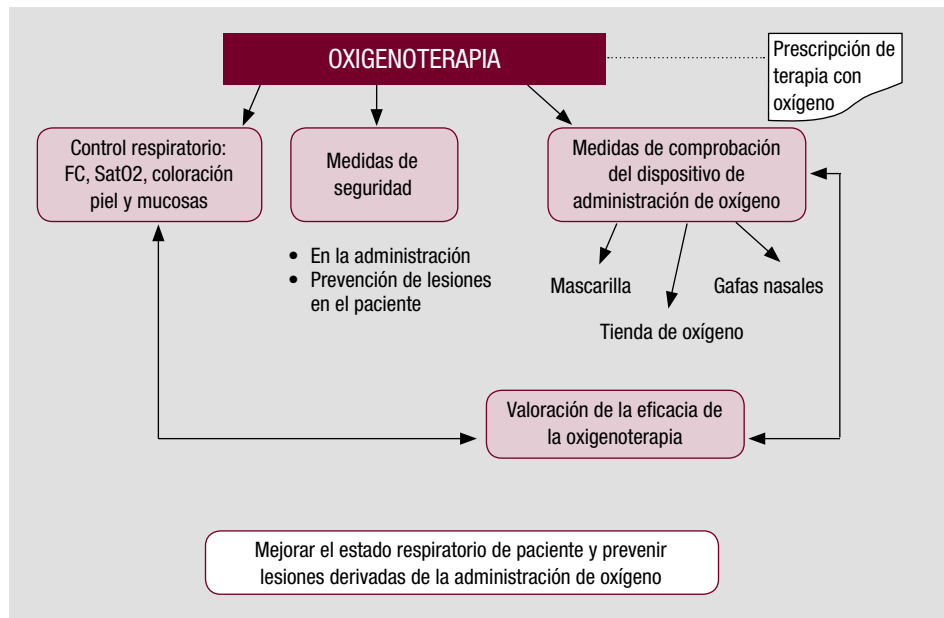 OXIGENOTERAPIA
Prescripción de
terapia con
oxígeno
Control respiratorio:
FC, SatO2, coloración
piel y mucosas
Medidas de
seguridad
Medidas de comprobación
del dispositivo de
administración de oxígeno
• En la administración
• Prevención de lesiones
en el paciente
Mascarilla
Gafas nasales
Tienda de oxígeno
Valoración de la eficacia de
la oxigenoterapia
Mejorar el estado respiratorio de paciente y prevenir
lesiones derivadas de la administración de oxígeno